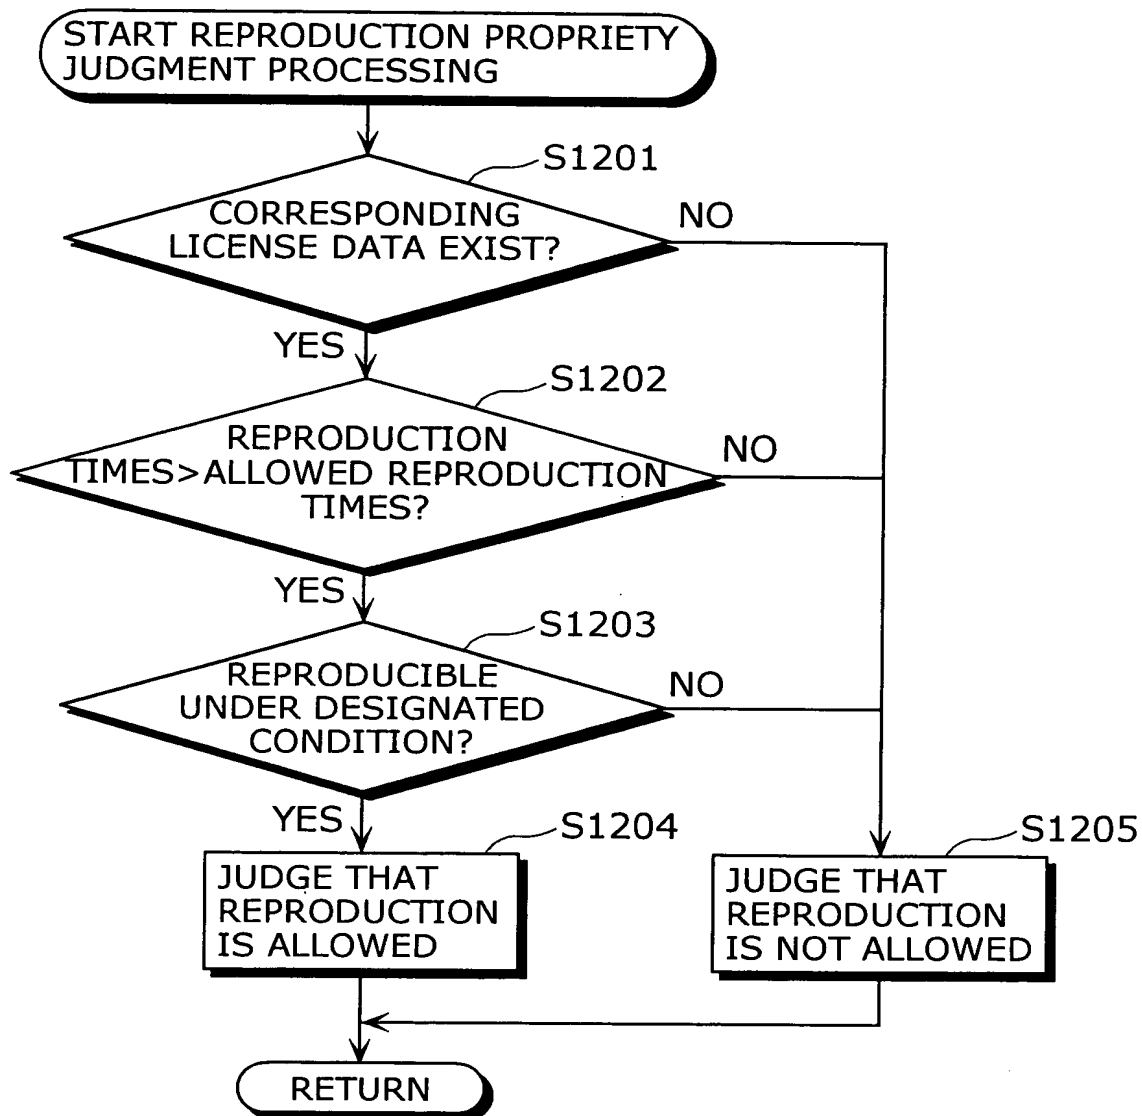 START REPRODUCTION PROPRIETY
JUDGMENT PROCESSING
S1201
CORRESPONDING
LICENSE DATA EXIST?
NO
YES
S1202
REPRODUCTION
TIMES>ALLOWED REPRODUCTION
TIMES?
NO
YES
S1203
REPRODUCIBLE
UNDER DESIGNATED
CONDITION?
NO
YES
S1204
JUDGE THAT
REPRODUCTION
IS ALLOWED
S1205
JUDGE THAT
REPRODUCTION
IS NOT ALLOWED
RETURN